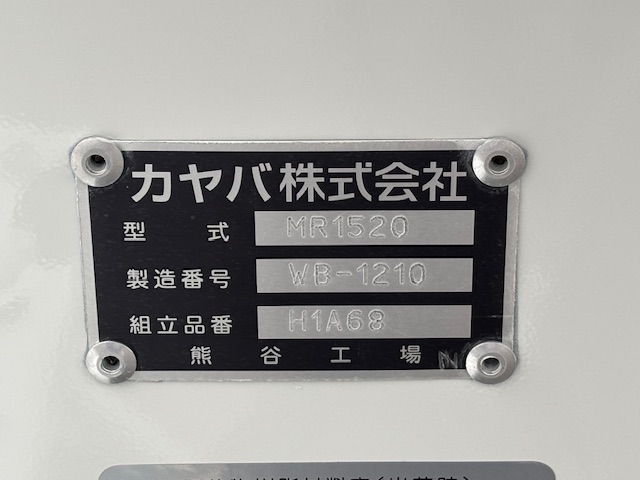 カヤバ株式会社
型式 MR1520
製造番号 WB-1210
組立品番 H1A68
熊谷工場